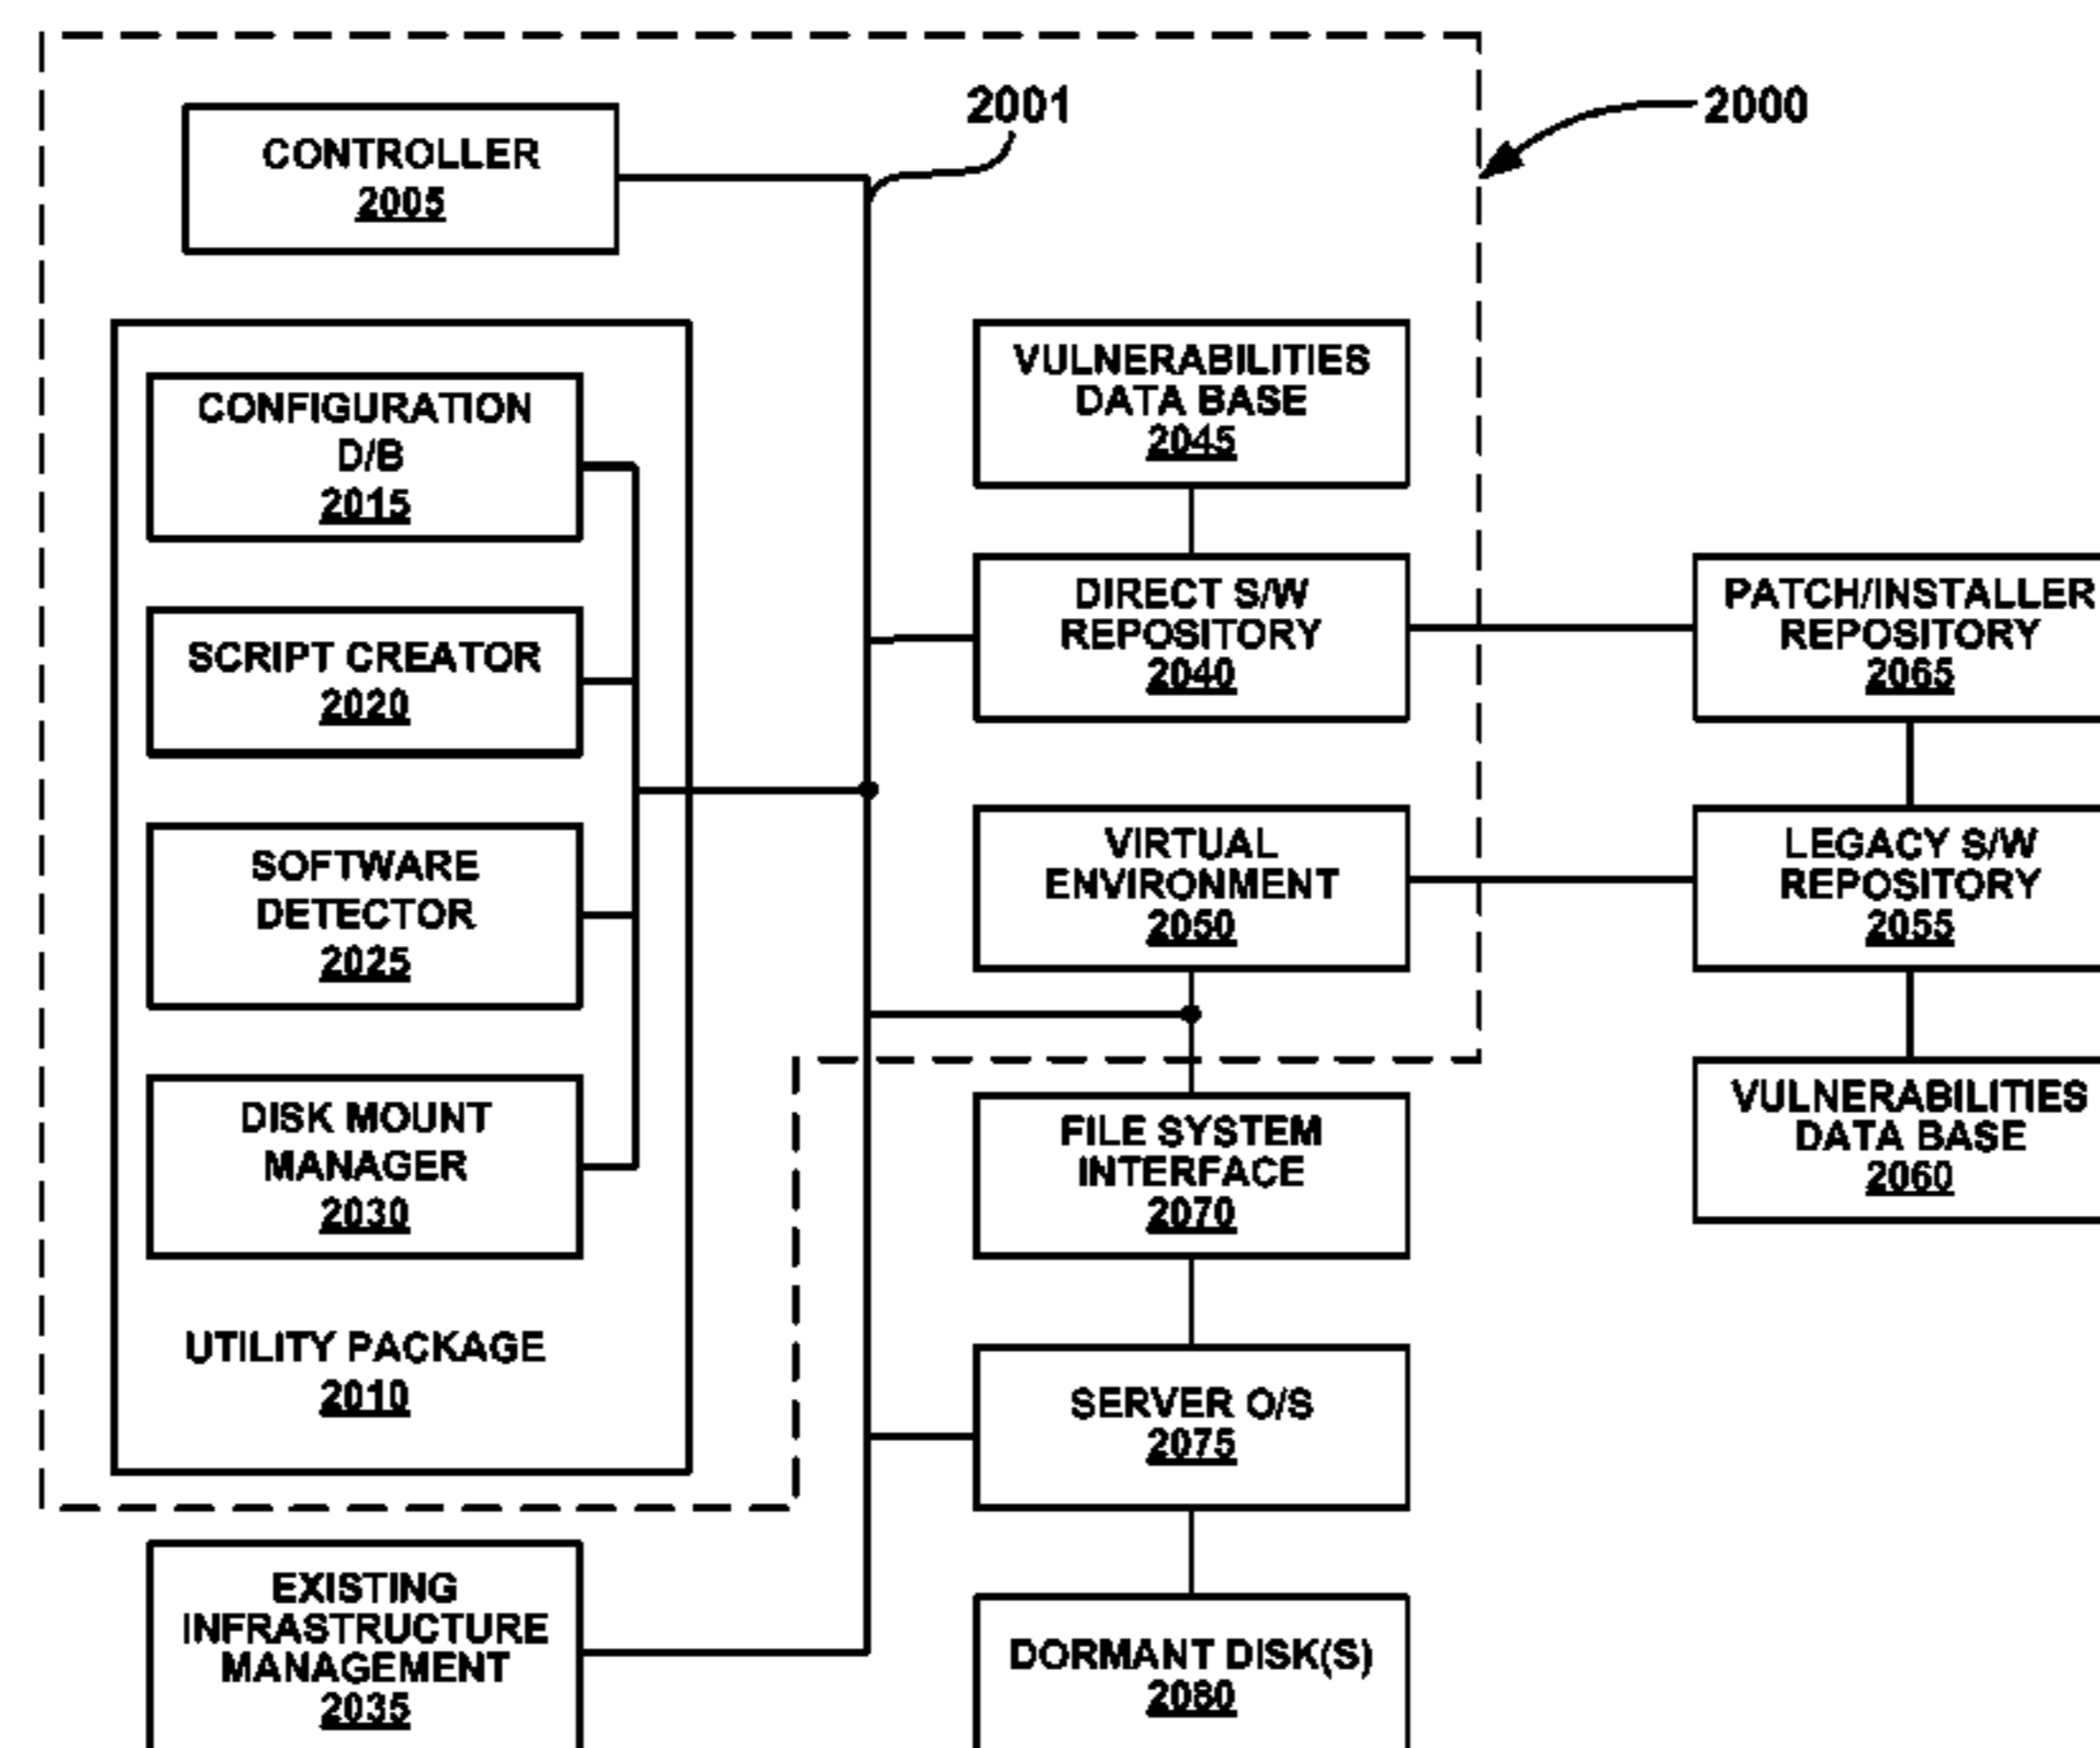 2001
2000
CONTROLLER
2005
CONFIGURATION
D/B
2015
SCRIPT CREATOR
2020
SOFTWARE
DETECTOR
2025
DISK MOUNT
MANAGER
2030
UTILITY PACKAGE
2010
EXISTING
INFRASTRUCTURE
MANAGEMENT
2035
VULNERABILITIES
DATA BASE
2045
DIRECT S/W
REPOSITORY
2040
VIRTUAL
ENVIRONMENT
2050
FILE SYSTEM
INTERFACE
2070
SERVER O/S
2075
DORMANT DISK(S)
2080
PATCH/INSTALLER
REPOSITORY
2065
LEGACY S/W
REPOSITORY
2055
VULNERABILITIES
DATA BASE
2060